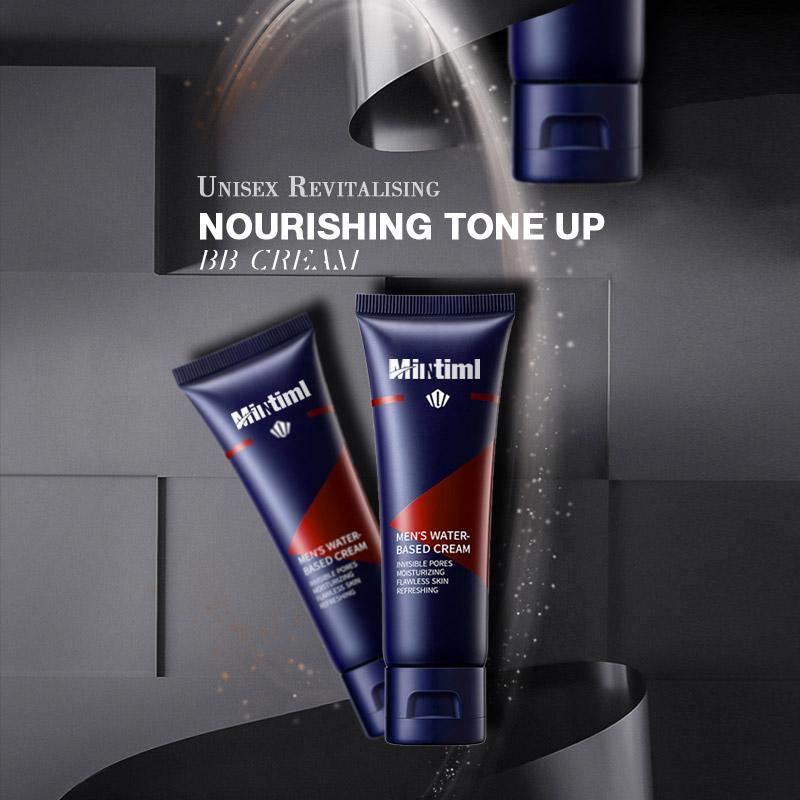 Unisex Revitalising
NOURISHING TONE UP
BB CREAM
Mintiml
MEN'S WATER-
BASED CREAM
INVISIBLE PORES
MOISTURIZING
FLAWLESS SKIN
REFRESHING
Mintiml
MEN'S WATER-
BASED CREAM
INVISIBLE PORES
MOISTURIZING
FLAWLESS SKIN
REFRESHING